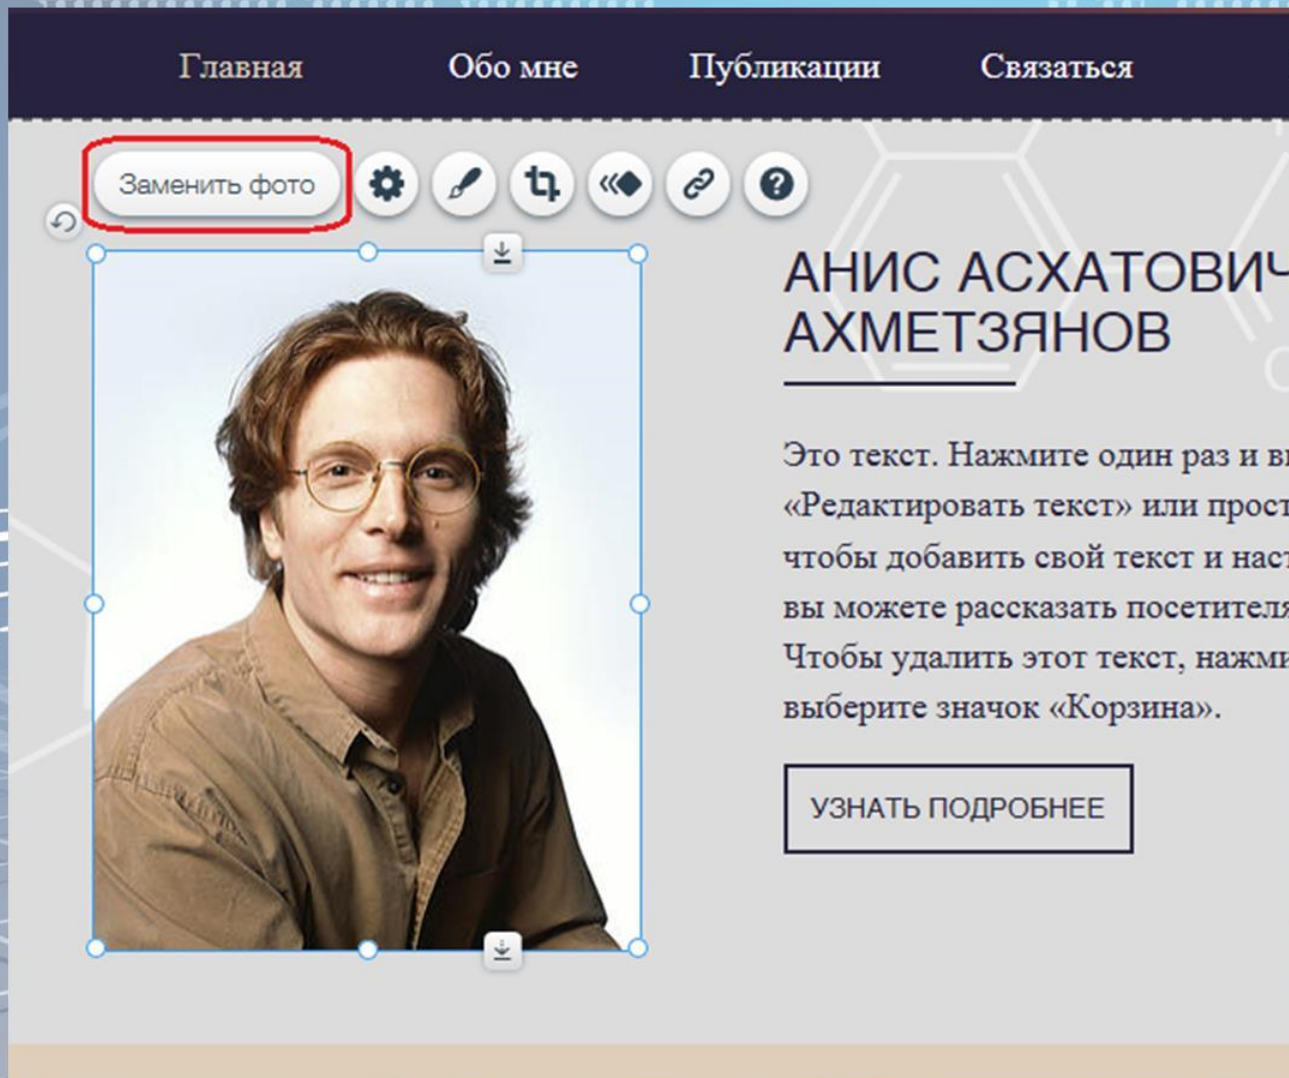 Главная Обо мне Публикации Связаться
Заменить фото
АНИС АСХАТОВИЧ
АХМЕТЗЯНОВ
Это текст. Нажмите один раз и
«Редактировать текст» или
чтобы добавить свой текст и
вы можете рассказать
Чтобы удалить этот текст,
выберите значок «Корзина».
УЗНАТЬ ПОДРОБНЕЕ